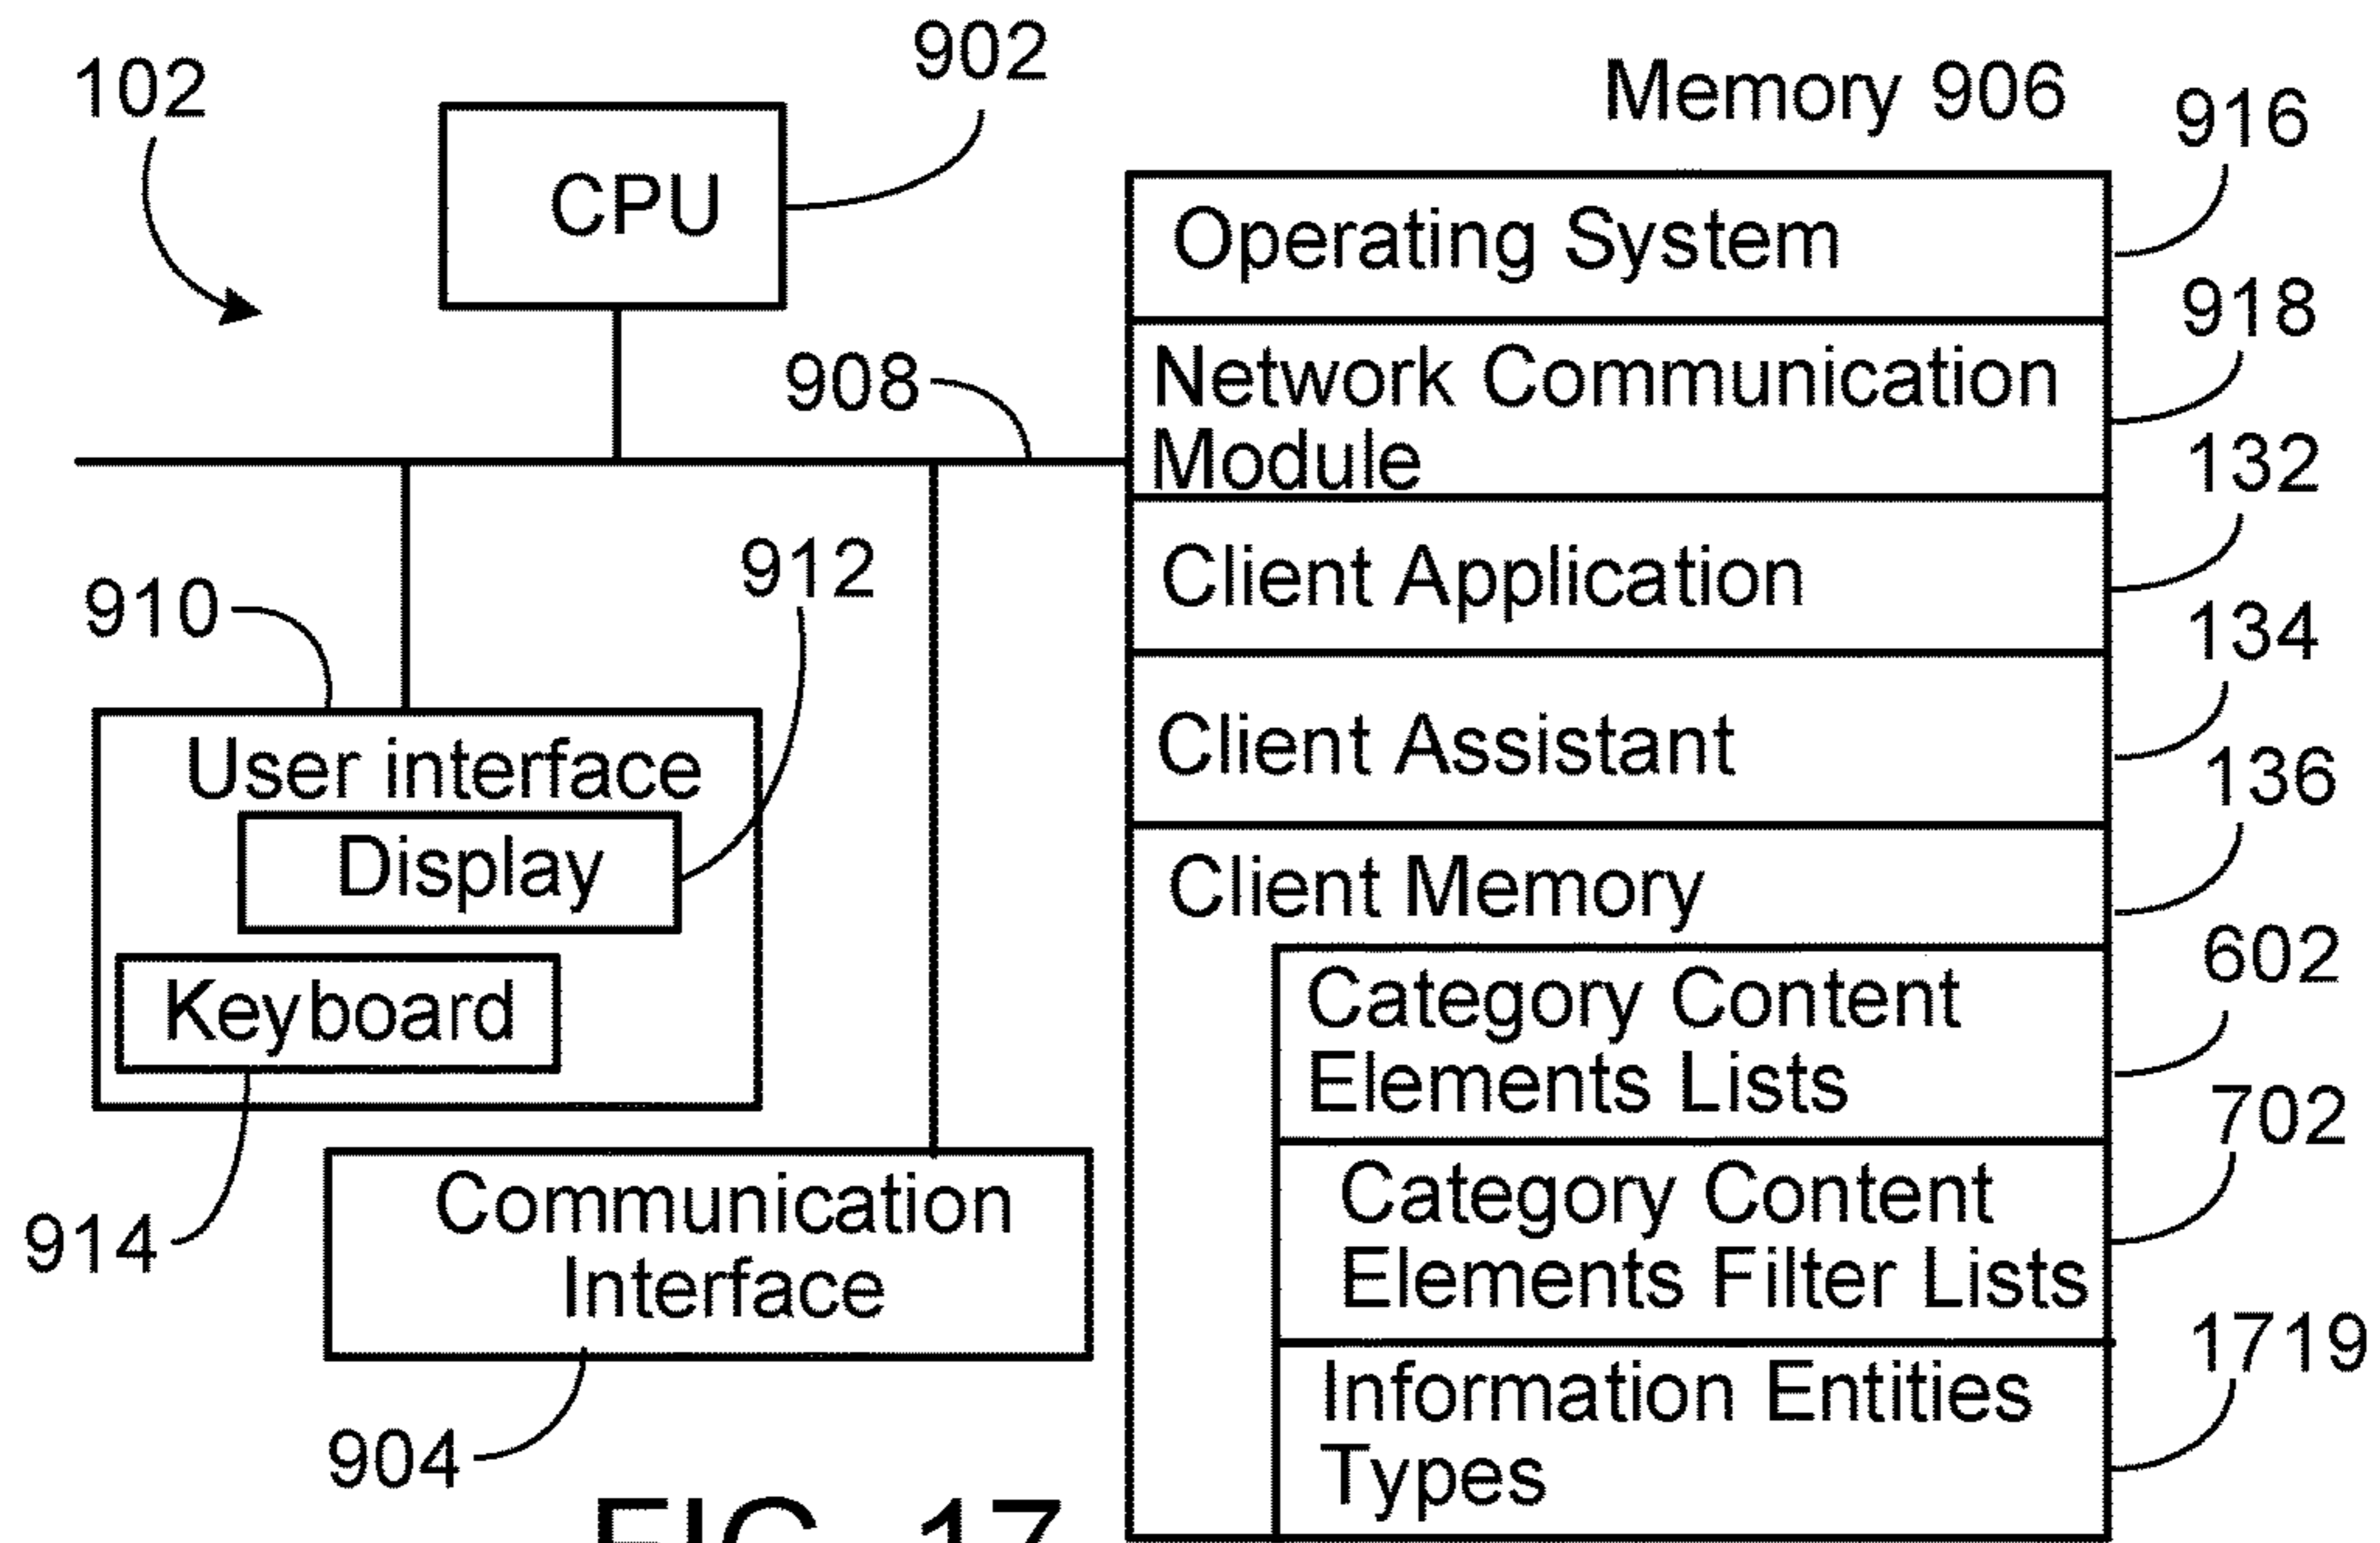 902
102
Memory 906
916
CPU
Operating System
918
908
Network Communication
Module
132
912
Client Application
910
134
User interface
Client Assistant
136
Display
Client Memory
602
Keyboard
Category Content
Elements Lists
702
Communication
Interface
Category Content
Elements Filter Lists
914
1719
Information Entities
Types
904
FIG. 17